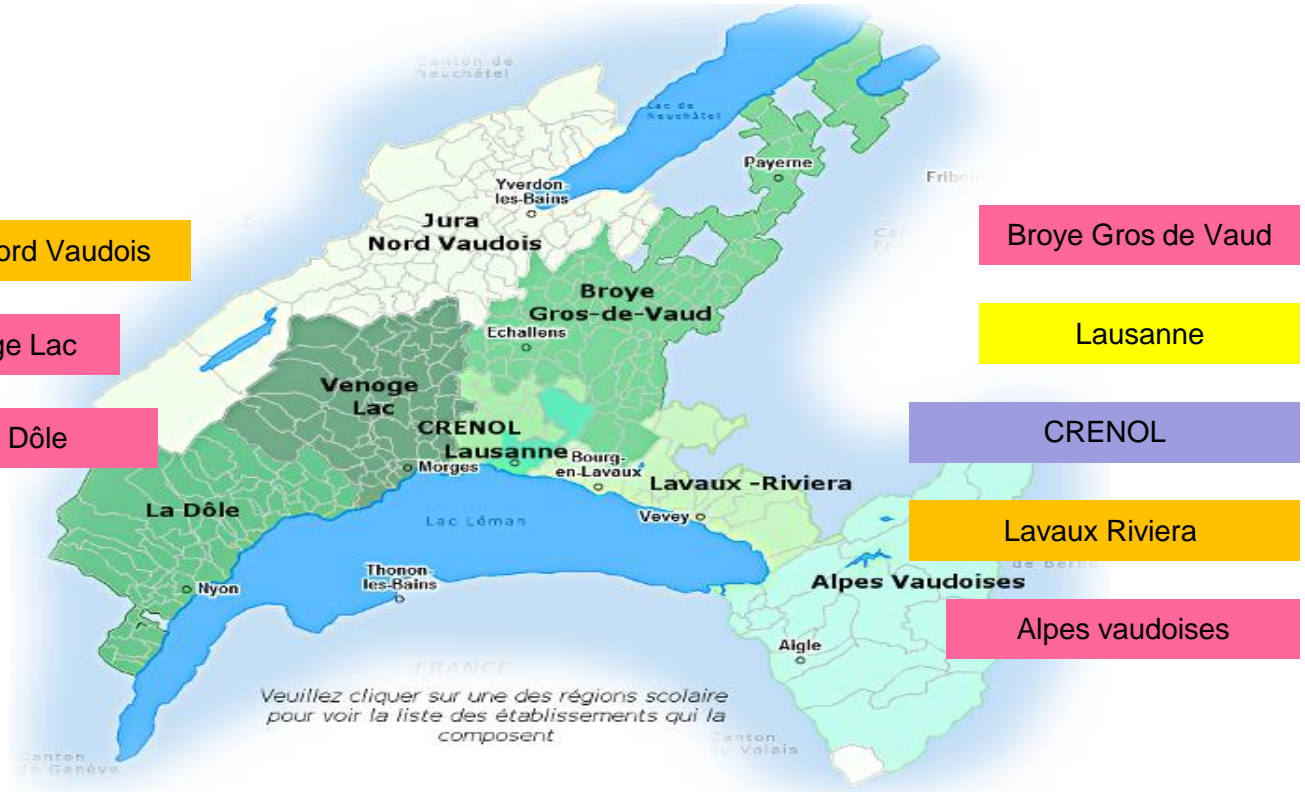 Canton de
Neuchâtel
Lac de
Neuchâtel
Payerne
Yverdon-
les-Bains
Jura
Nord Vaudois
ord Vaudois
Broye Gros de Vaud
Broye
Gros-de-Vaud
Echallens
Lausanne
ge Lac
Venoge
Lac
CRENOL
Lausanne
Bourg-
en-Lavaux
Dôle
CRENOL
Morges
Lavaux -Riviera
La Dôle
Lac Léman
Vevey
Lavaux Riviera
de Berne
Thonon-
les-Bains
Nyon
Alpes Vaudoises
Alpes vaudoises
Aigle
FRANCE
Veuillez cliquer sur une des régions scolaire
pour voir la liste des établissements qui la
composent
Canton
du Valais
Canton
de Genève